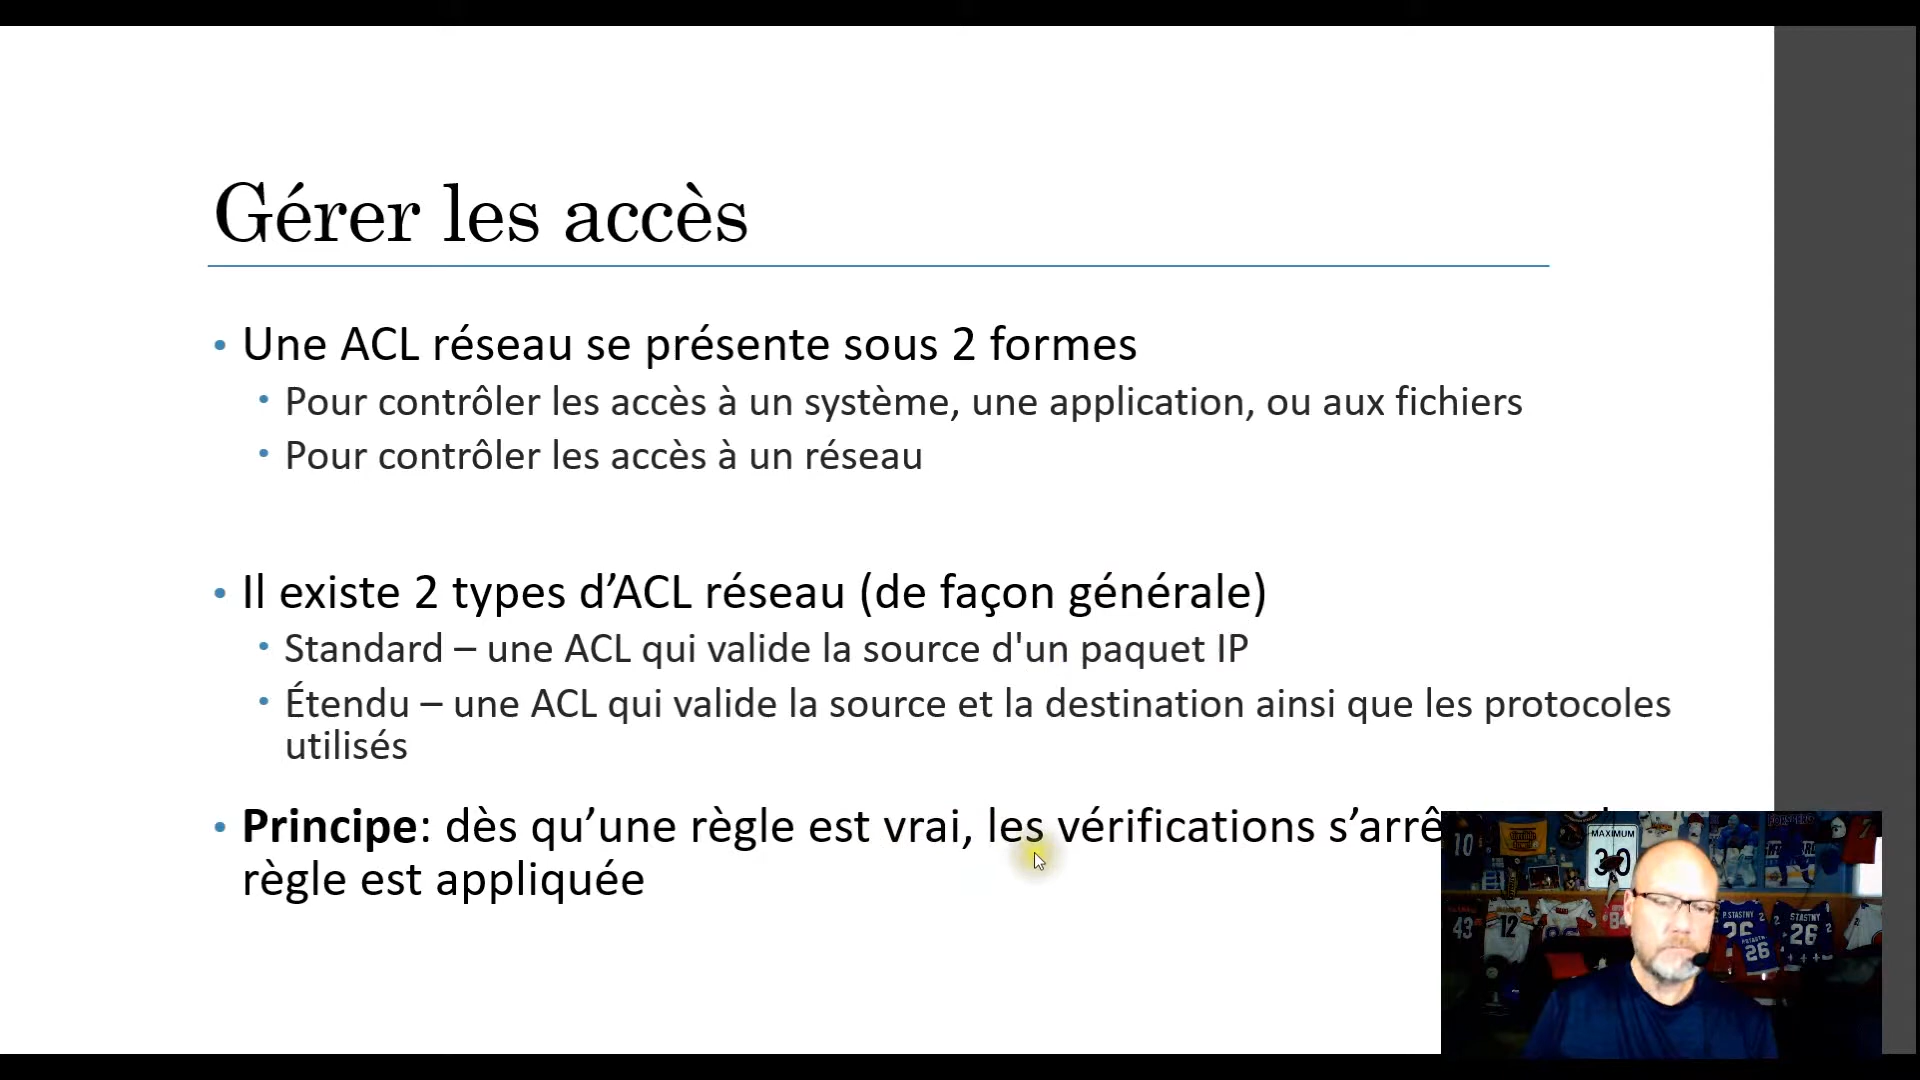 Gérer les accès
• Une ACL réseau se présente sous 2 formes
• Pour contrôler les accès à un système, une application, ou aux fichiers
• Pour contrôler les accès à un réseau
• Il existe 2 types d’ACL réseau (de façon générale)
• Standard – une ACL qui valide la source d'un paquet IP
• Étendu – une ACL qui valide la source et la destination ainsi que les protocoles
utilisés
• Principe: dès qu’une règle est vrai, les vérifications
règle est appliquée
MAXIMUM
30
10
43
12
P.STASTNY
26
STASTNY
26
26